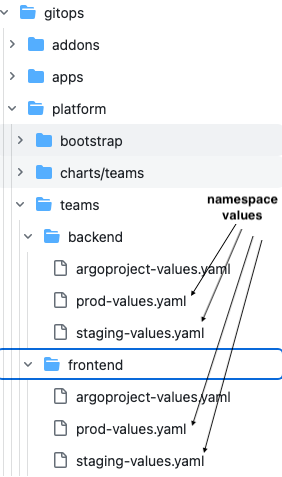 gitops
addons
apps
platform
bootstrap
charts/teams
teams
namespace
values
backend
argoproject-values.yaml
prod-values.yaml
staging-values.yaml
frontend
argoproject-values.yaml
prod-values.yaml
staging-values.yaml